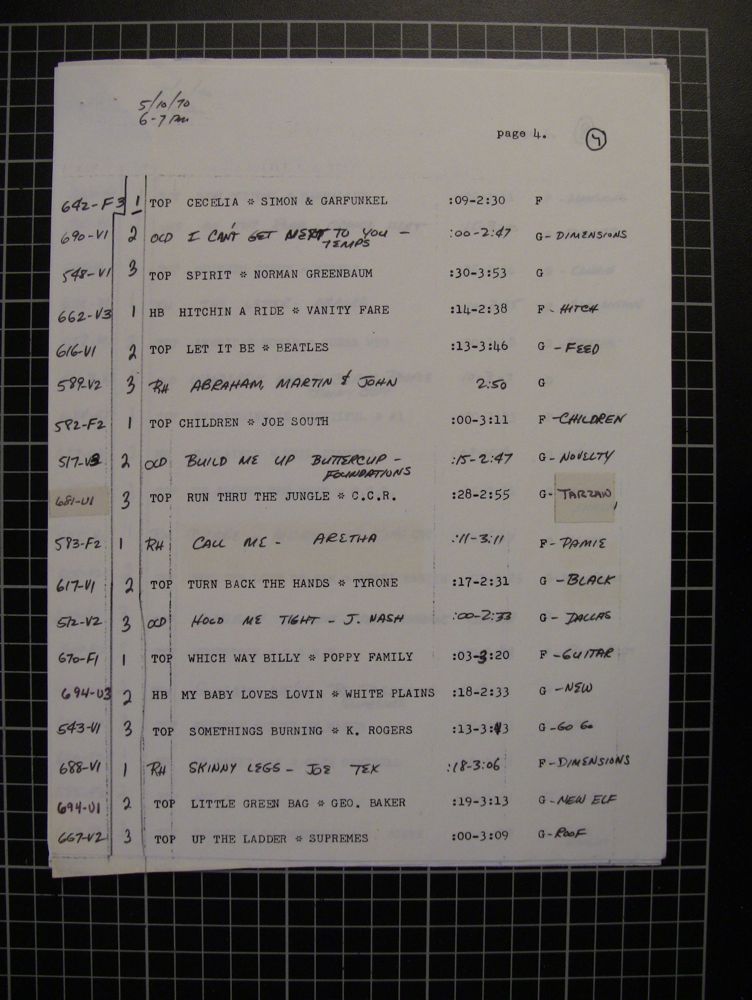 5/10/70
6-7 PM
page 4. 4
642-F3 1 TOP CECELIA * SIMON & GARFUNKEL :09-2:30 F
690-V1 2 OLD I CAN'T GET NEXT TO YOU - TEMPS :00-2:47 G-DIMENSIONS
548-V1 3 TOP SPIRIT * NORMAN GREENBAUM :30-3:53 G
662-V3 1 HB HITCHIN A RIDE * VANITY FARE :14-2:38 F-HITCH
616-V1 2 TOP LET IT BE * BEATLES :13-3:46 G-FEED
589-V2 3 RH ABRAHAM, MARTIN & JOHN 2:50 G
582-F2 1 TOP CHILDREN * JOE SOUTH :00-3:11 F-CHILDREN
517-V3 2 OLD BUILD ME UP BUTTERCUP - FOUNDATIONS :15-2:47 G-NOVELTY
681-V1 3 TOP RUN THRU THE JUNGLE * C.C.R. :28-2:55 G-TARZAN
583-F2 1 RH CALL ME - ARETHA :11-3:11 F-DAMIE
617-V1 2 TOP TURN BACK THE HANDS * TYRONE :17-2:31 G-BLACK
512-V2 3 OLD HOLD ME TIGHT - J. NASH :00-2:33 G-DALLAS
670-F1 1 TOP WHICH WAY BILLY * POPPY FAMILY :03-3:20 F-GUITAR
694-V3 2 HB MY BABY LOVES LOVIN * WHITE PLAINS :18-2:33 G-NEW
543-V1 3 TOP SOMETHINGS BURNING * K. ROGERS :13-3:43 G-GO GO
688-V1 1 RH SKINNY LEGS - JOE TEX :18-3:06 F-DIMENSIONS
694-V1 2 TOP LITTLE GREEN BAG * GEO. BAKER :19-3:13 G-NEW ELF
667-V2 3 TOP UP THE LADDER * SUPREMES :00-3:09 G-ROOF